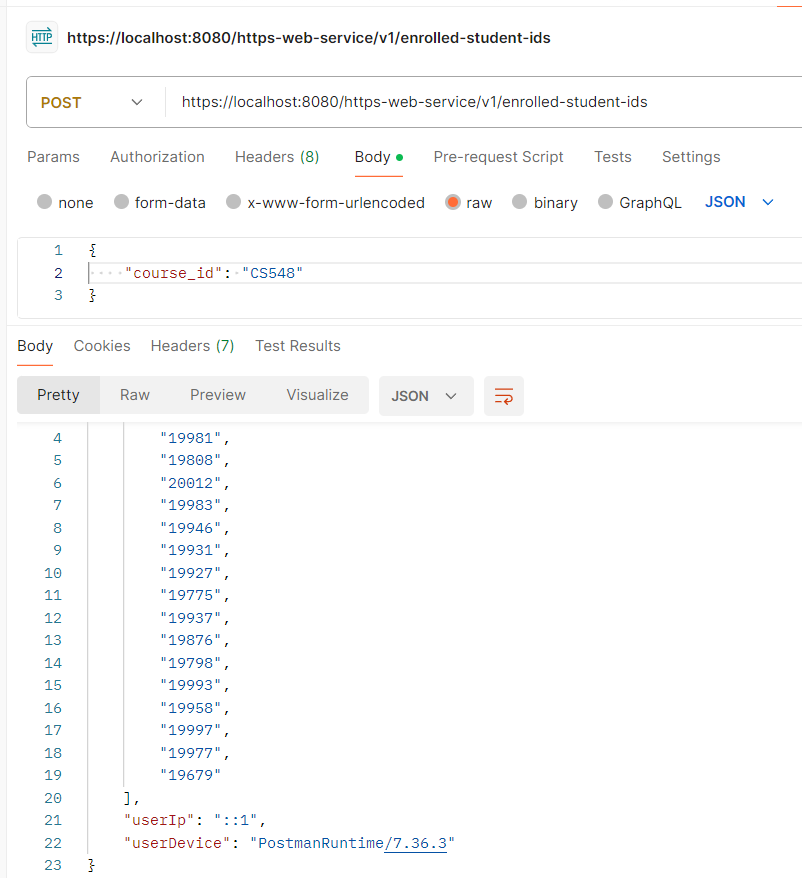 HTTP https://localhost:8080/https-web-service/v1/enrolled-student-ids
POST https://localhost:8080/https-web-service/v1/enrolled-student-ids
Params Authorization Headers (8) Body Pre-request Script Tests Settings
none form-data x-www-form-urlencoded raw binary GraphQL JSON
1 {
2 ····"course_id":·"CS548"
3 }
Body Cookies Headers (7) Test Results
Pretty Raw Preview Visualize JSON
4 "19981",
5 "19808",
6 "20012",
7 "19983",
8 "19946",
9 "19931",
10 "19927",
11 "19775",
12 "19937",
13 "19876",
14 "19798",
15 "19993",
16 "19958",
17 "19997",
18 "19977",
19 "19679"
20 ],
21 "userIp": "::1",
22 "userDevice": "PostmanRuntime/7.36.3"
23 }